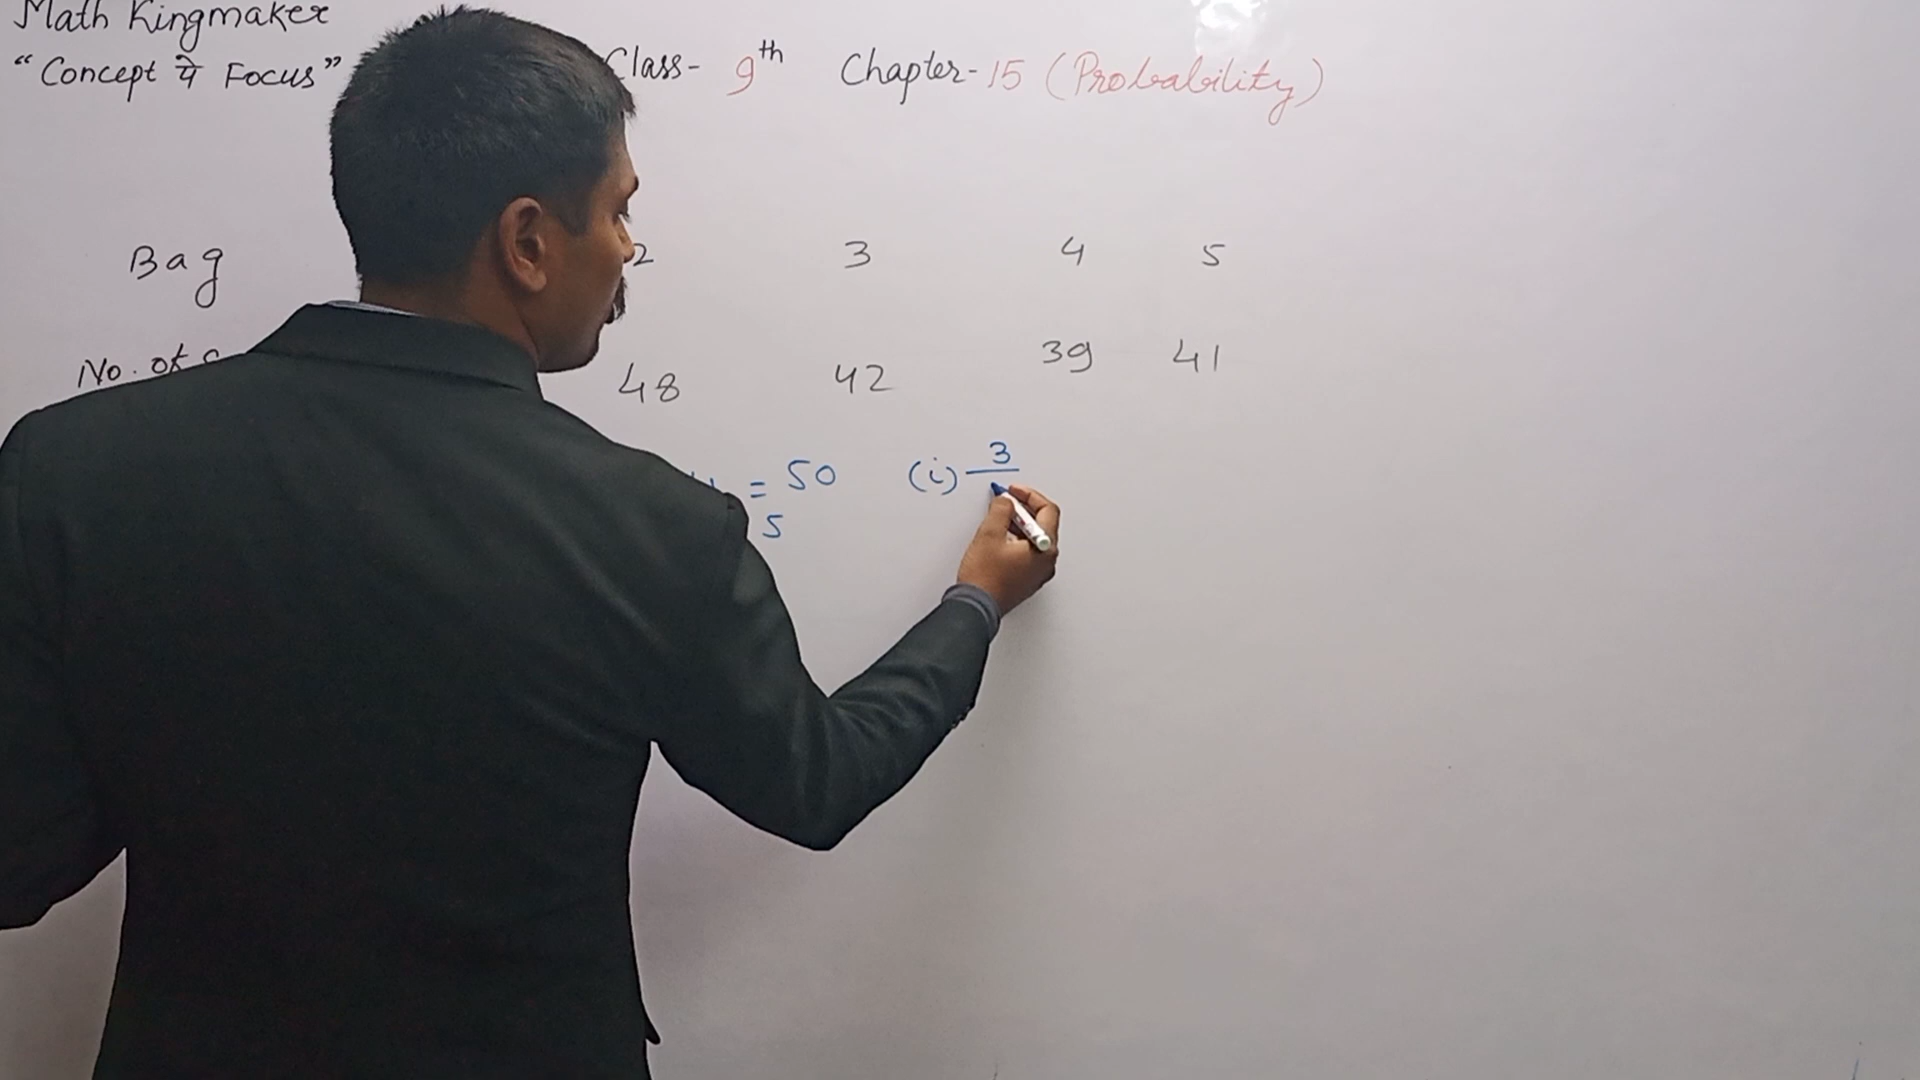 Math Kingmaker
"Concept पे Focus" Class- 9th Chapter-15 (Probability)
Bag 2 3 4 5
No. of 48 42 39 41
= 50 (i) 3
5